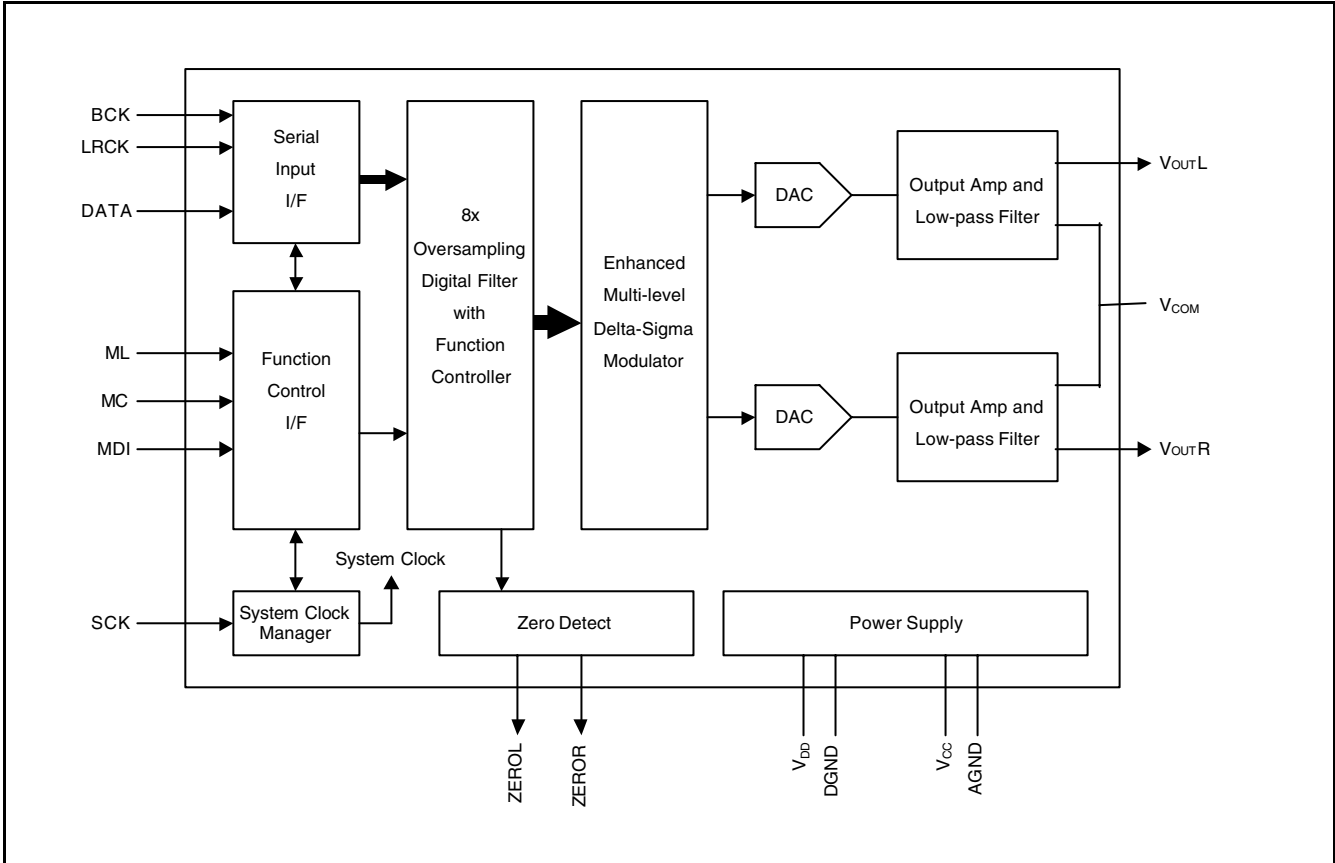 BCK
LRCK
DATA
Serial
Input
I/F
ML
MC
MDI
Function
Control
I/F
SCK
System Clock
Manager
System Clock
8x
Oversampling
Digital Filter
with
Function
Controller
Enhanced
Multi-level
Delta-Sigma
Modulator
DAC
Output Amp and
Low-pass Filter
VOUTL
VCOM
DAC
Output Amp and
Low-pass Filter
VOUTR
Zero Detect
Power Supply
ZEROL
ZEROR
VDD
DGND
VCC
AGND